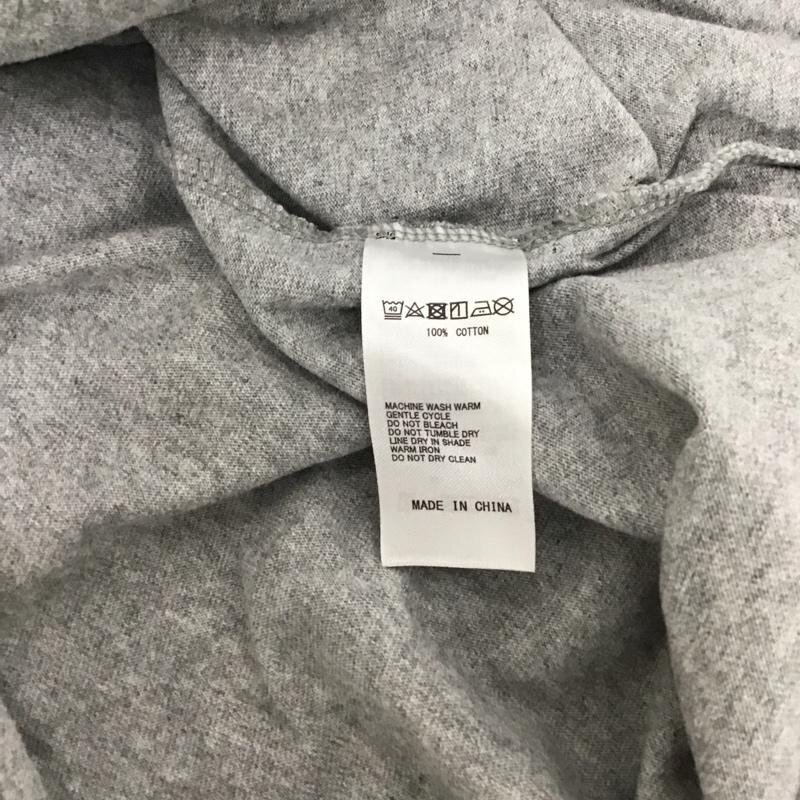 40
100% COTTON
MACHINE WASH WARM
GENTLE CYCLE
DO NOT BLEACH
DO NOT TUMBLE DRY
LINE DRY IN SHADE
WARM IRON
DO NOT DRY CLEAN
MADE IN CHINA